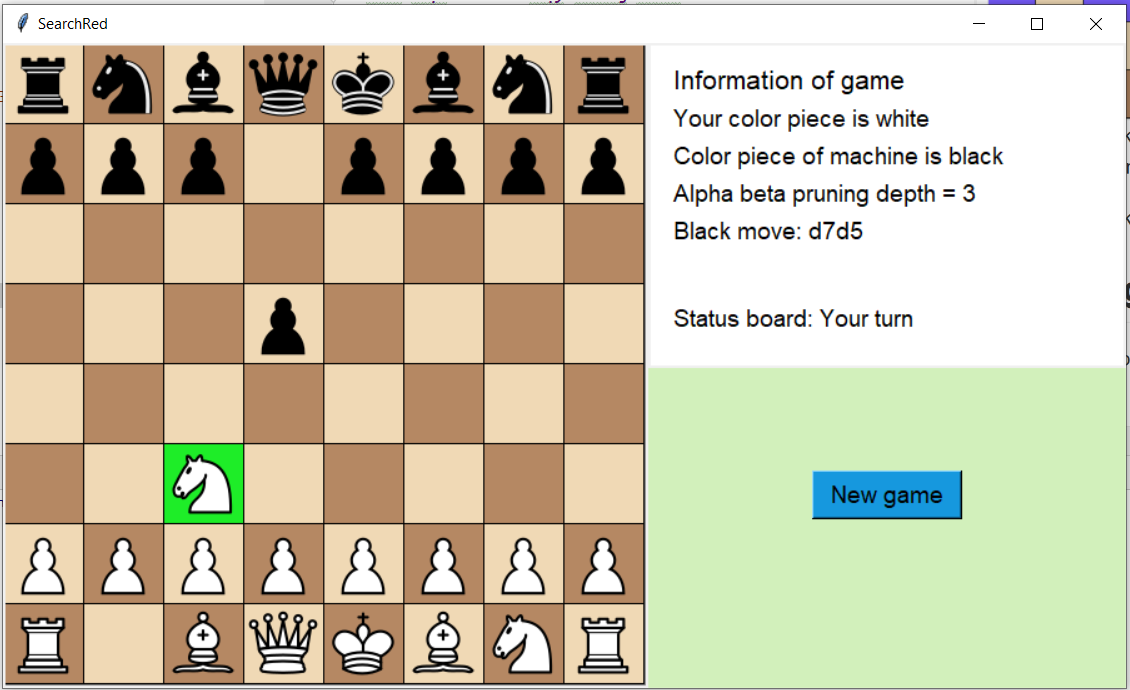 SearchRed
Information of game
Your color piece is white
Color piece of machine is black
Alpha beta pruning depth = 3
Black move: d7d5
Status board: Your turn
New game